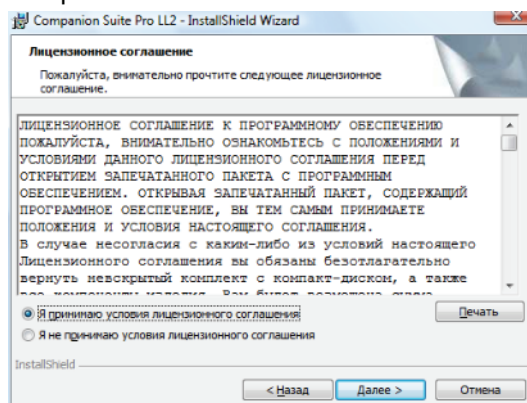 Companion Suite Pro LL2 - InstallShield Wizard
Лицензионное соглашение
Пожалуйста, внимательно прочтите следующее лицензионное
соглашение.
ЛИЦЕНЗИОННОЕ СОГЛАШЕНИЕ К ПРОГРАММНОМУ ОБЕСПЕЧЕНИЮ
ПОЖАЛУЙСТА, ВНИМАТЕЛЬНО ОЗНАКОМЬТЕСЬ С ПОЛОЖЕНИЯМИ И
УСЛОВИЯМИ ДАННОГО ЛИЦЕНЗИОННОГО СОГЛАШЕНИЯ ПЕРЕД
ОТКРЫТИЕМ ЗАПЕЧАТАННОГО ПАКЕТА С ПРОГРАММНЫМ
ОБЕСПЕЧЕНИЕМ. ОТКРЫВАЯ ЗАПЕЧАТАННЫЙ ПАКЕТ, СОДЕРЖАЩИЙ
ПРОГРАММНОЕ ОБЕСПЕЧЕНИЕ, ВЫ ТЕМ САМЫМ ПРИНИМАЕТЕ
ПОЛОЖЕНИЯ И УСЛОВИЯ НАСТОЯЩЕГО СОГЛАШЕНИЯ.
В случае несогласия с каким-либо из условий настоящего
Лицензионного соглашения вы обязаны безотлагательно
вернуть невскрытый комплект с компакт-диском, а также
Я принимаю условия лицензионного соглашения
Печать
Я не принимаю условия лицензионного соглашения
InstallShield
< Назад
Далее >
Отмена